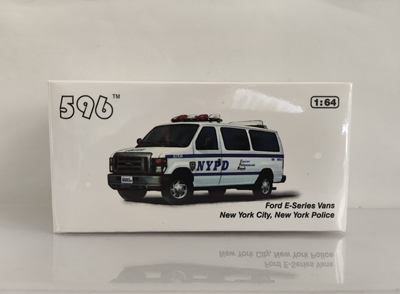 596™
1:64
NYPD
Ford E-Series Vans
New York City, New York Police